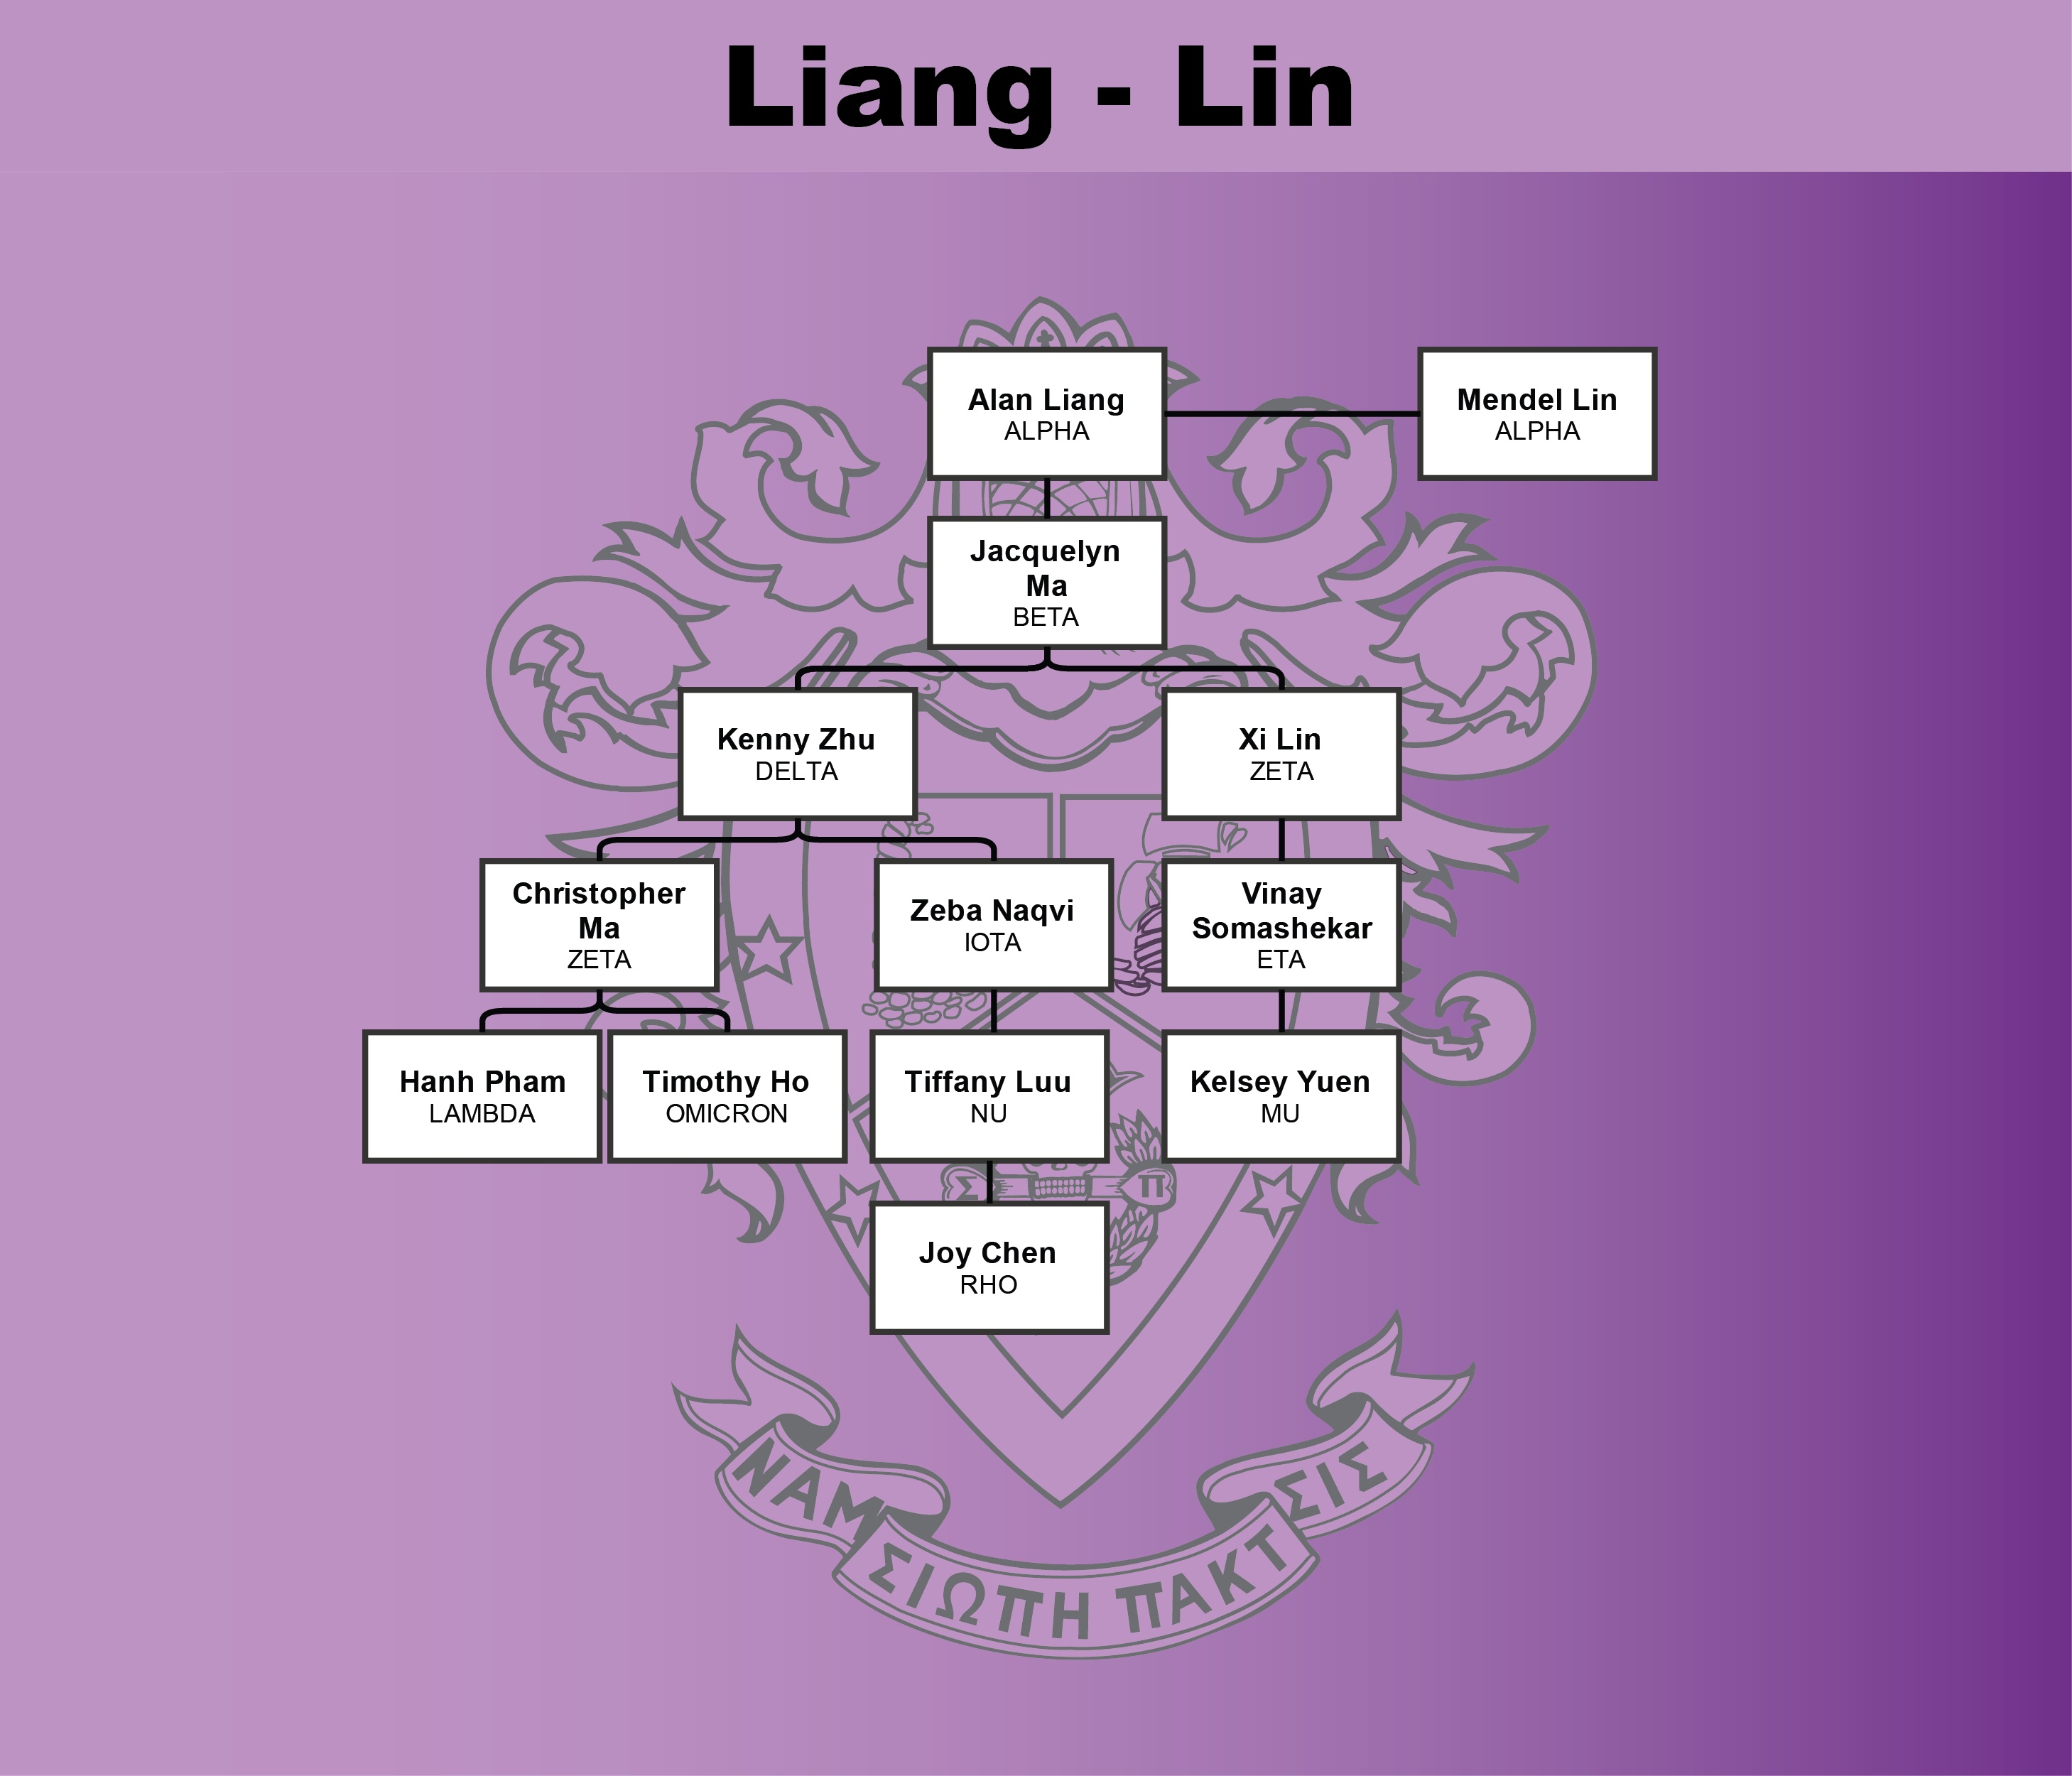 Liang - Lin
Alan Liang
ALPHA
Mendel Lin
ALPHA
Jacquelyn
Ma
BETA
Kenny Zhu
DELTA
Xi Lin
ZETA
Christopher
Ma
ZETA
Zeba Naqvi
IOTA
Vinay
Somashekar
ETA
Hanh Pham
LAMBDA
Timothy Ho
OMICRON
Tiffany Luu
NU
Kelsey Yuen
MU
Σ
Π
Joy Chen
RHO
ΝΑΜ ΣΙΩΠΗ ΠΑΚΤ ΣΙΣ